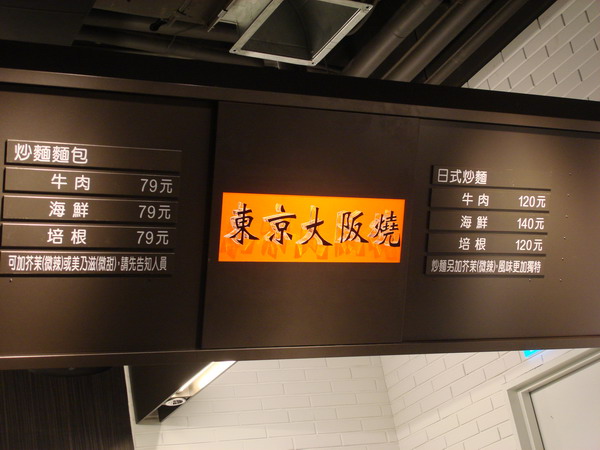 炒麵麵包
牛肉 79元
海鮮 79元
培根 79元
可加芥茉(微辣)或美乃滋(微甜),請先告知人員
東京大阪燒
日式炒麵
牛肉 120元
海鮮 140元
培根 120元
炒麵另加芥茉(微辣),風味更加獨特